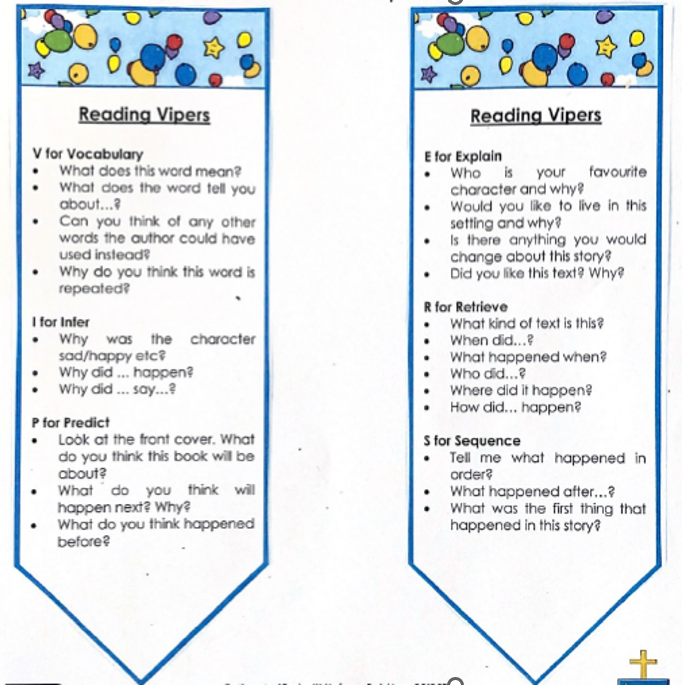 Reading Vipers
V for Vocabulary
• What does this word mean?
• What does the word tell you
about...?
• Can you think of any other
words the author could have
used instead?
• Why do you think this word is
repeated?
I for Infer
• Why was the character
sad/happy etc?
• Why did ... happen?
• Why did ... say...?
P for Predict
• Look at the front cover. What
do you think this book will be
about?
• What do you think will
happen next? Why?
• What do you think happened
before?
Reading Vipers
E for Explain
• Who is your favourite
character and why?
• Would you like to live in this
setting and why?
• Is there anything you would
change about this story?
• Did you like this text? Why?
R for Retrieve
• What kind of text is this?
• When did...?
• What happened when?
• Who did...?
• Where did it happen?
• How did... happen?
S for Sequence
• Tell me what happened in
order?
• What happened after...?
• What was the first thing that
happened in this story?